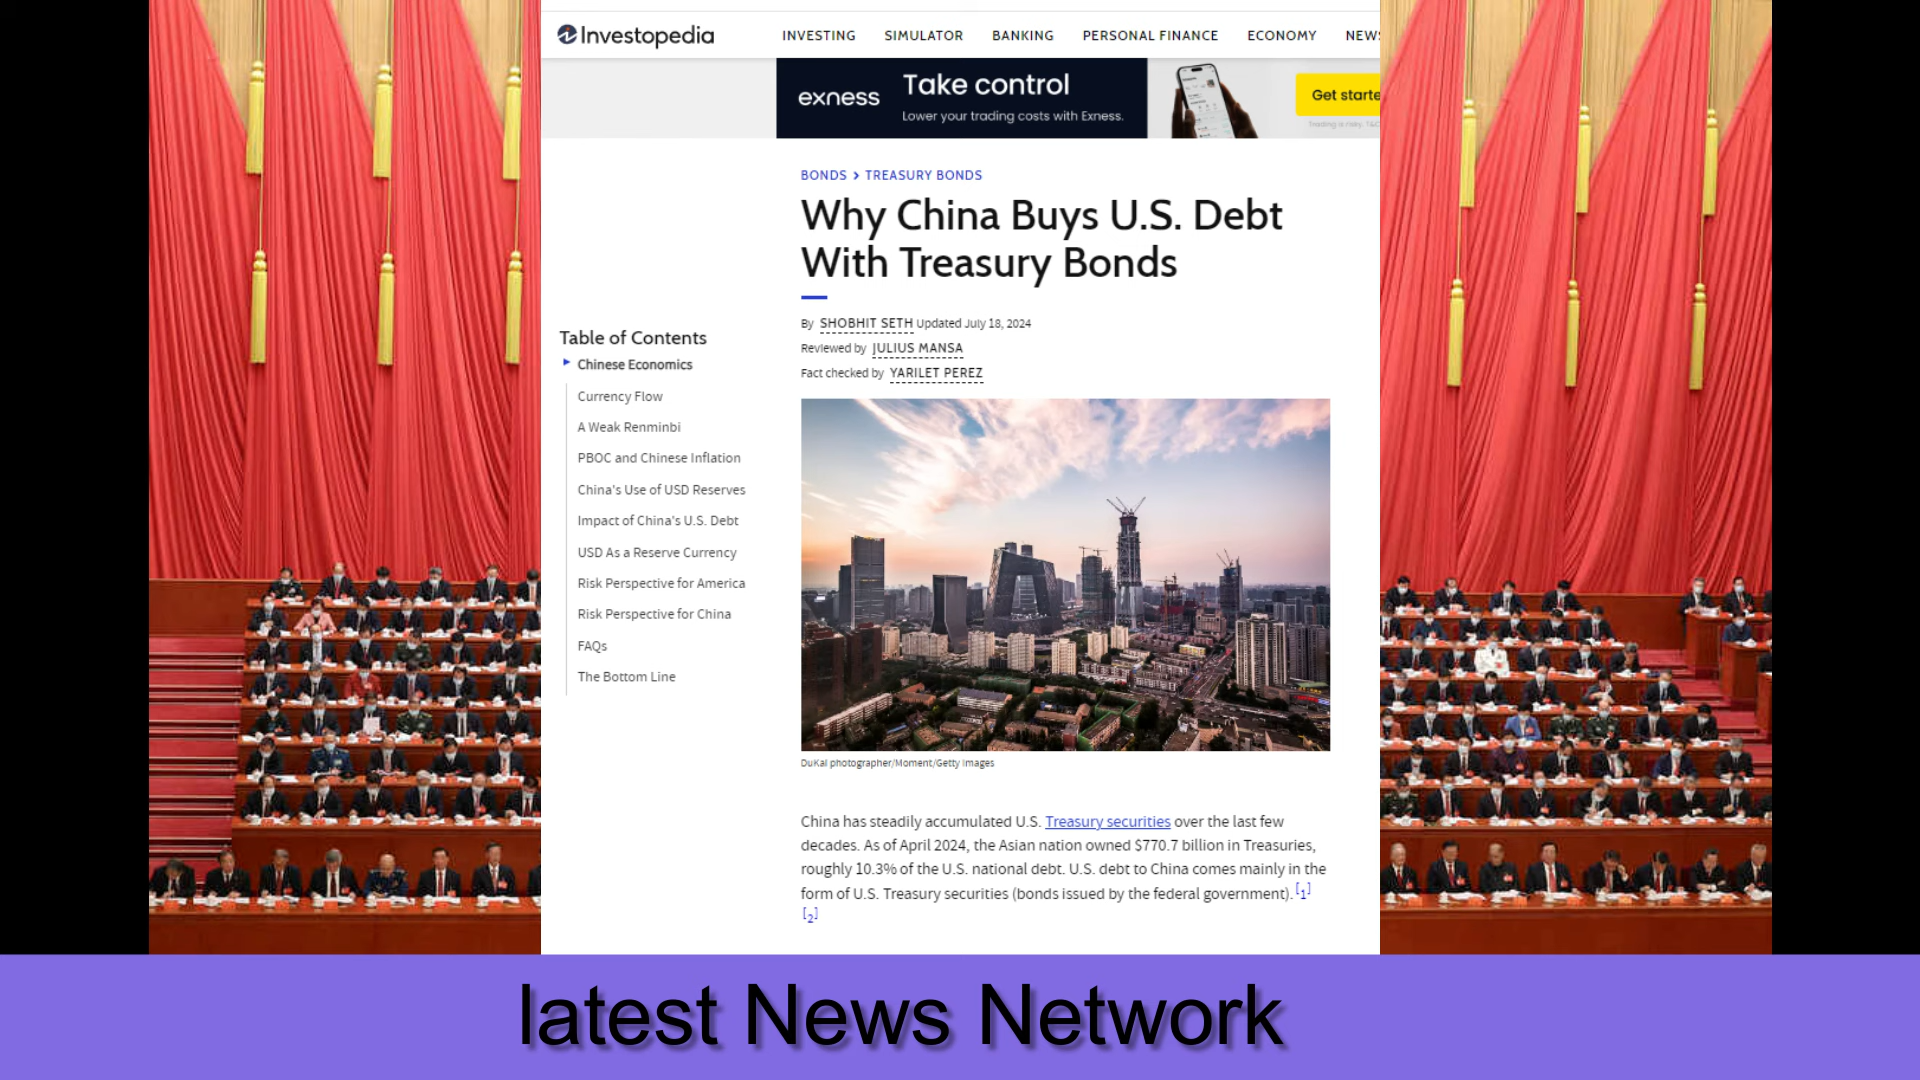 Investopedia
INVESTING SIMULATOR BANKING PERSONAL FINANCE ECONOMY NEWS
exness
Take control
Lower your trading costs with Exness.
Get starte
BONDS > TREASURY BONDS
Why China Buys U.S. Debt
With Treasury Bonds
By SHOBHIT SETH Updated July 18, 2024
Reviewed by JULIUS MANSA
Fact checked by YARILET PEREZ
Table of Contents
Chinese Economics
Currency Flow
A Weak Renminbi
PBOC and Chinese Inflation
China's Use of USD Reserves
Impact of China's U.S. Debt
USD As a Reserve Currency
Risk Perspective for America
Risk Perspective for China
FAQs
The Bottom Line
DuKai photographer/Moment/Getty Images
China has steadily accumulated U.S. Treasury securities over the last few
decades. As of April 2024, the Asian nation owned $770.7 billion in Treasuries,
roughly 10.3% of the U.S. national debt. U.S. debt to China comes mainly in the
form of U.S. Treasury securities (bonds issued by the federal government). [1]
[2]
latest News Network